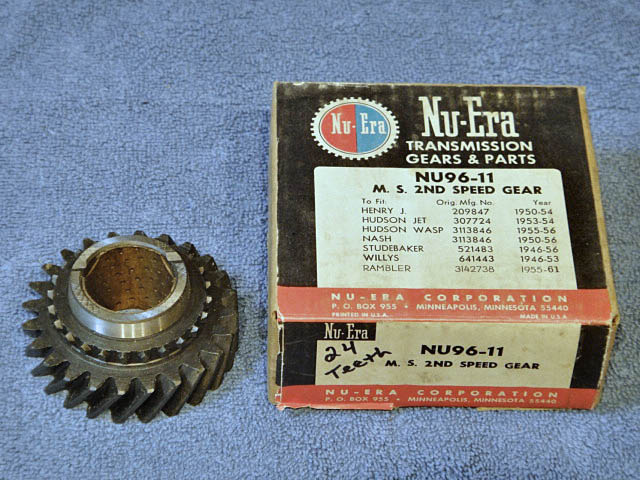 Nu-Era
Nu-Era
TRANSMISSION
GEARS & PARTS
NU96-11
M. S. 2ND SPEED GEAR
To Fit: Orig. Mfg. No. Year
HENRY J. 209847 1950-54
HUDSON JET 307724 1953-54
HUDSON WASP 3113846 1955-56
NASH 3113846 1950-56
STUDEBAKER 521483 1946-56
WILLYS 641443 1946-53
RAMBLER 3142738 1955-61
NU-ERA CORPORATION
P. O. BOX 955 • MINNEAPOLIS, MINNESOTA 55440
PRINTED IN U.S.A. MADE IN U.S.A.
Nu-Era
24
Teeth
NU96-11
M. S. 2ND SPEED GEAR
NU-ERA CORPORATION
P. O. BOX 955 • MINNEAPOLIS, MINNESOTA 55440